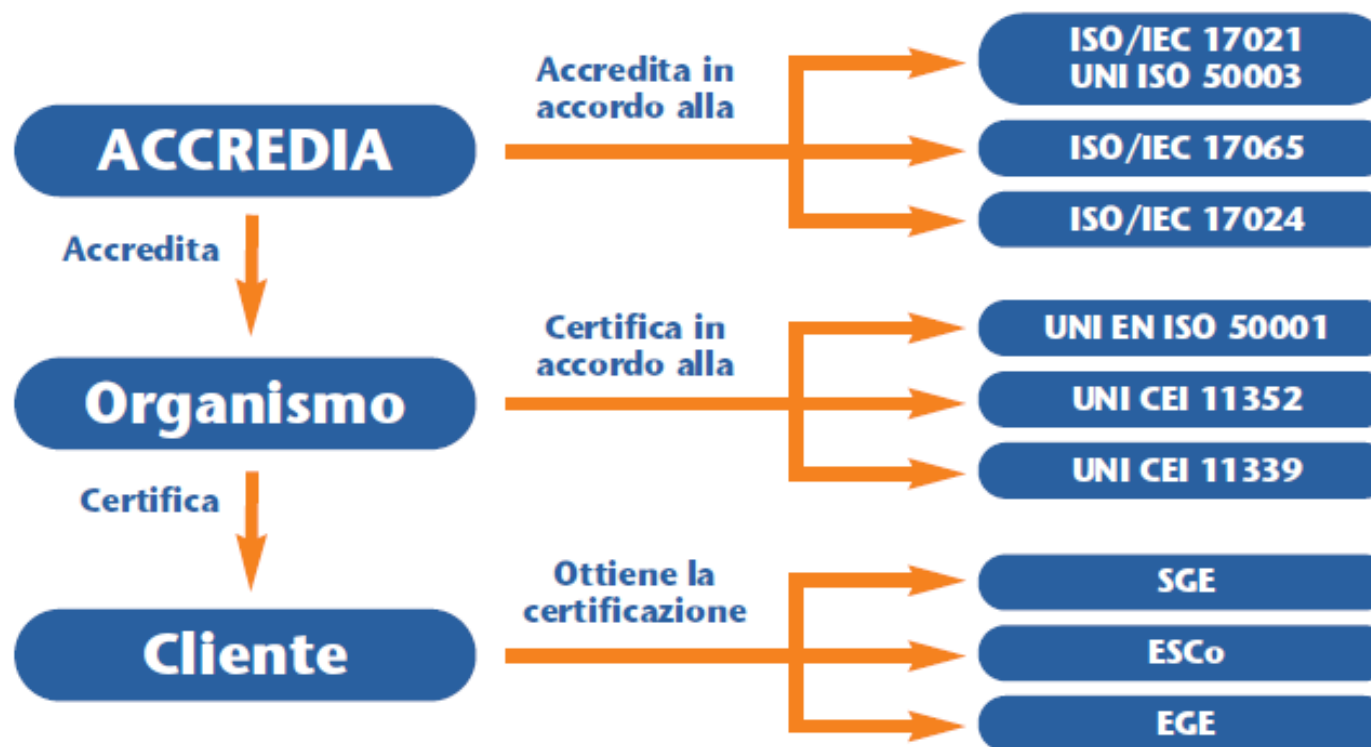 ACCREDIA
Accredita in
accordo alla
ISO/IEC 17021
UNI ISO 50003
ISO/IEC 17065
ISO/IEC 17024
Accredita
Organismo
Certifica in
accordo alla
UNI EN ISO 50001
UNI CEI 11352
UNI CEI 11339
Certifica
Cliente
Ottiene la
certificazione
SGE
ESCo
EGE